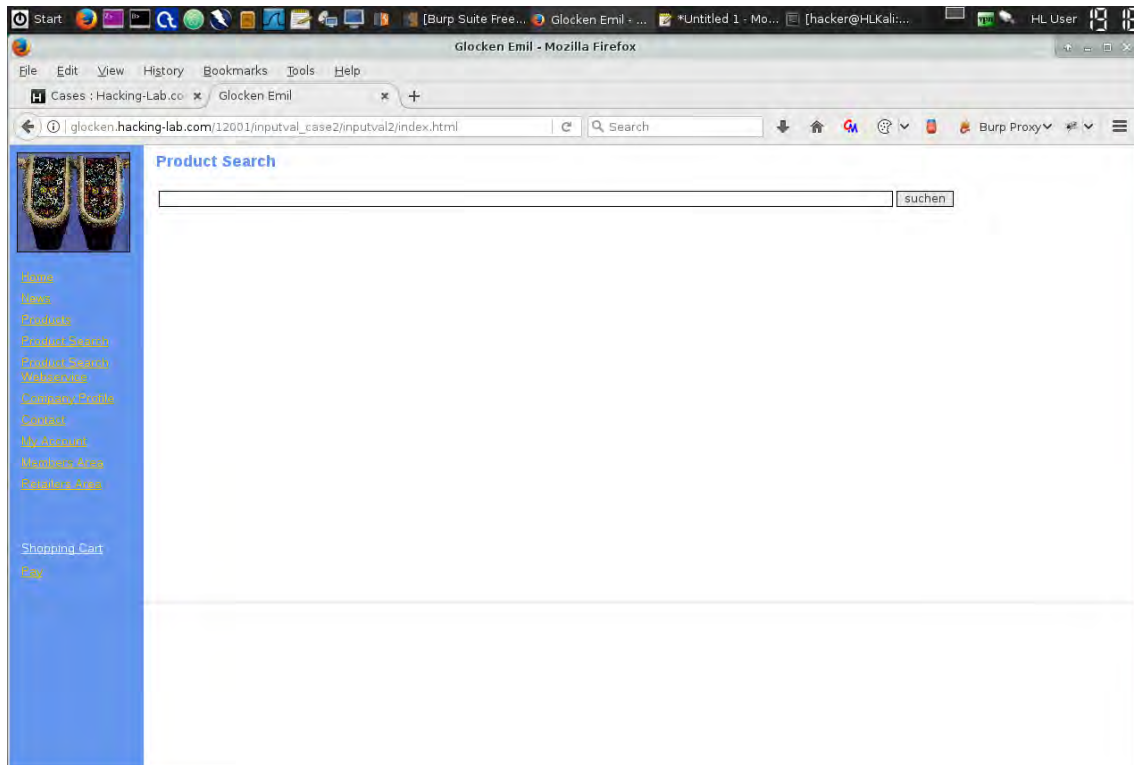 Start [Burp Suite Free... Glocken Emil - ... *Untitled 1 - Mo... [hacker@HLKali:... HL User 19
Glocken Emil - Mozilla Firefox
File Edit View History Bookmarks Tools Help
Cases : Hacking-Lab.co Glocken Emil
glocken.hacking-lab.com/12001/inputval_case2/inputval2/index.html Search Burp Proxy
Product Search
suchen
Home
News
Products
Product Search
Product Search
Webservice
Company Profile
Contact
My Account
Members Area
Retailers Area
Shopping Cart
Pay